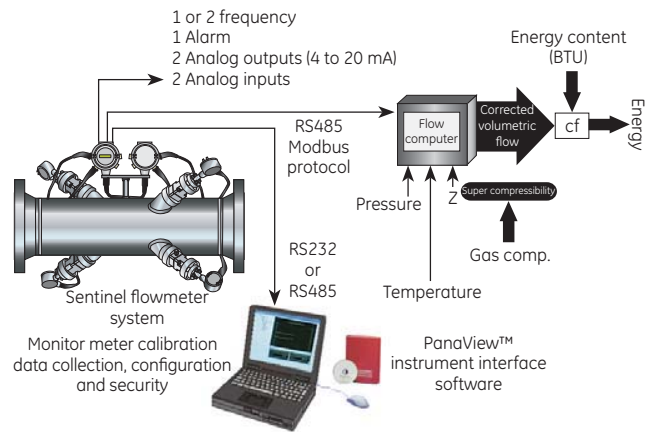 1 or 2 frequency
1 Alarm
2 Analog outputs (4 to 20 mA)
2 Analog inputs
Energy content
(BTU)
RS485
Modbus
protocol
Flow
computer
Corrected
volumetric
flow
cf
Energy
Pressure
Z
Super compressibility
Gas comp.
Temperature
RS232
or
RS485
Sentinel flowmeter
system
Monitor meter calibration
data collection, configuration
and security
PanaView™
instrument interface
software